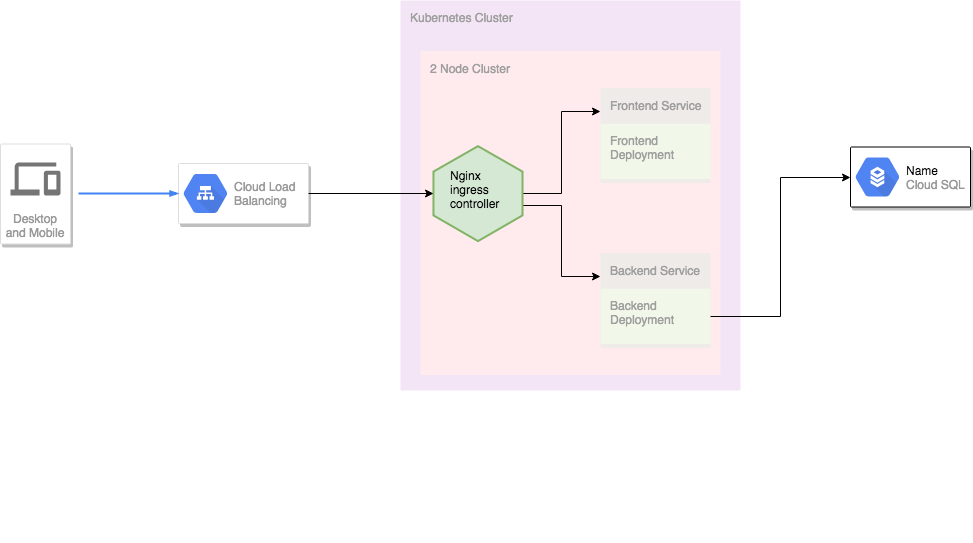 Kubernetes Cluster
2 Node Cluster
Frontend Service
Frontend
Deployment
Nginx
ingress
controller
Desktop
and Mobile
Cloud Load
Balancing
Name
Cloud SQL
Backend Service
Backend
Deployment